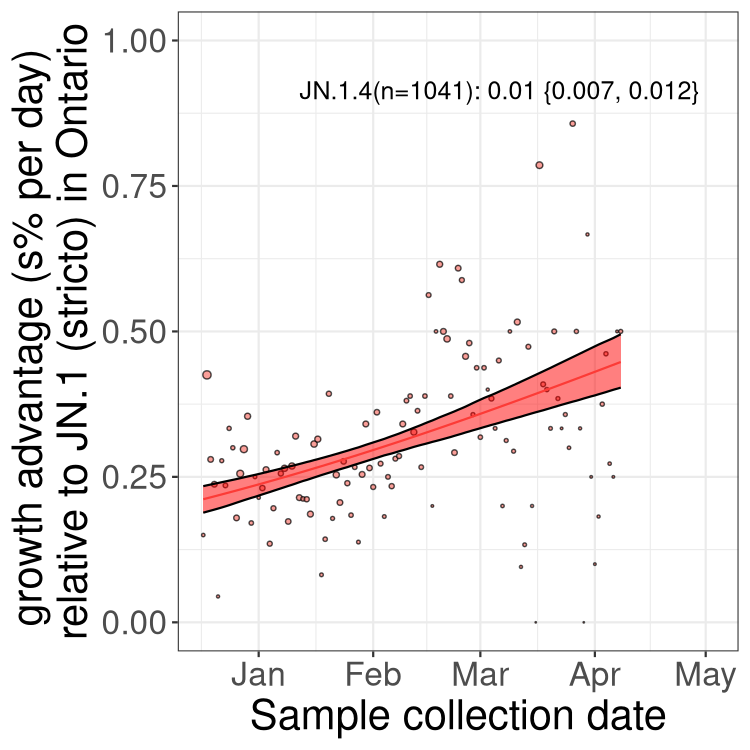 growth advantage (s% per day)
relative to JN.1 (stricto) in Ontario
1.00
0.75
0.50
0.25
0.00
JN.1.4(n=1041): 0.01 {0.007, 0.012}
Jan Feb Mar Apr May
Sample collection date